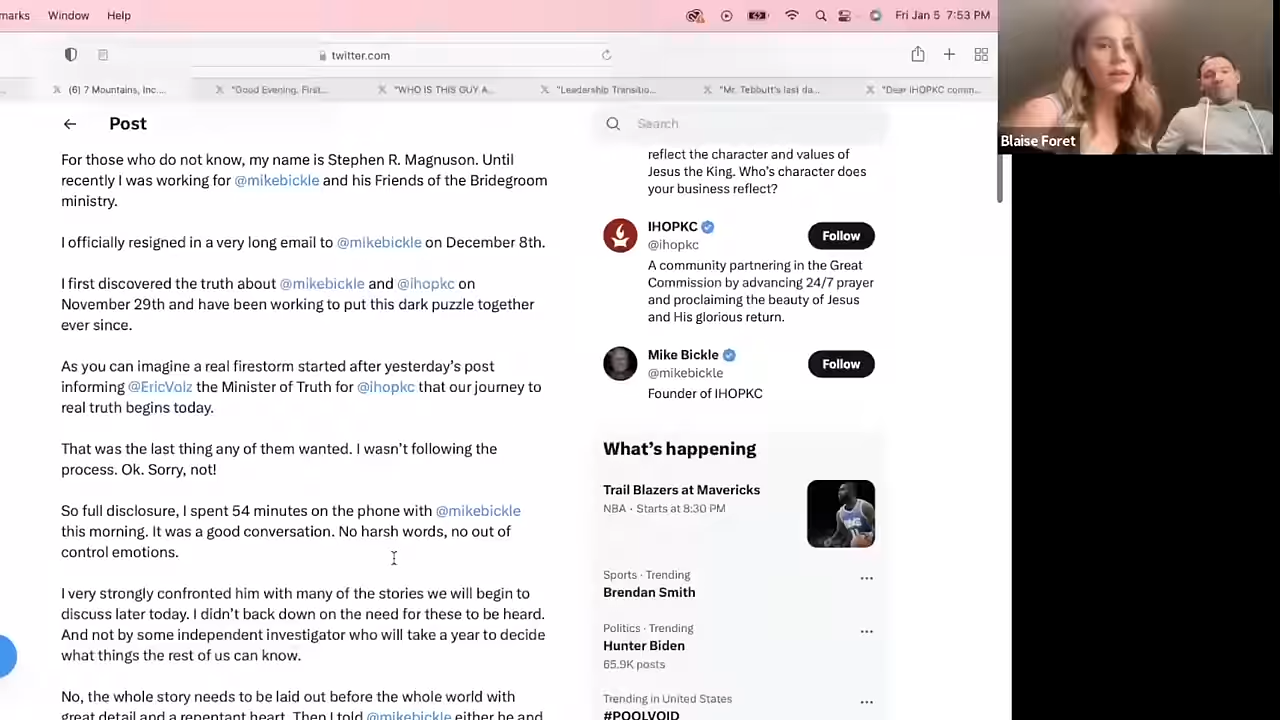 marks Window Help Fri Jan 5 7:53 PM
twitter.com
(6) 7 Mountains, Inc.... "Good Evening. First... "WHO IS THIS GUY A... "Leadership Transitio... "Mr. Tebbutt's last da... "Dear IHOPKC comm...
Post
For those who do not know, my name is Stephen R. Magnuson. Until
recently I was working for @mikebickle and his Friends of the Bridegroom
ministry.
I officially resigned in a very long email to @mikebickle on December 8th.
I first discovered the truth about @mikebickle and @ihopkc on
November 29th and have been working to put this dark puzzle together
ever since.
As you can imagine a real firestorm started after yesterday's post
informing @EricVolz the Minister of Truth for @ihopkc that our journey to
real truth begins today.
That was the last thing any of them wanted. I wasn't following the
process. Ok. Sorry, not!
So full disclosure, I spent 54 minutes on the phone with @mikebickle
this morning. It was a good conversation. No harsh words, no out of
control emotions.
I very strongly confronted him with many of the stories we will begin to
discuss later today. I didn't back down on the need for these to be heard.
And not by some independent investigator who will take a year to decide
what things the rest of us can know.
No, the whole story needs to be laid out before the whole world with
great detail and a repentant heart. Then I told @mikebickle either he and
Search
reflect the character and values of
Jesus the King. Who's character does
your business reflect?
IHOPKC
@ihopkc
Follow
A community partnering in the Great
Commission by advancing 24/7 prayer
and proclaiming the beauty of Jesus
and His glorious return.
Mike Bickle
@mikebickle
Follow
Founder of IHOPKC
What's happening
Trail Blazers at Mavericks
NBA · Starts at 8:30 PM
Sports · Trending
Brendan Smith
Politics · Trending
Hunter Biden
65.9K posts
Trending in United States
#POOLVOID
Blaise Foret